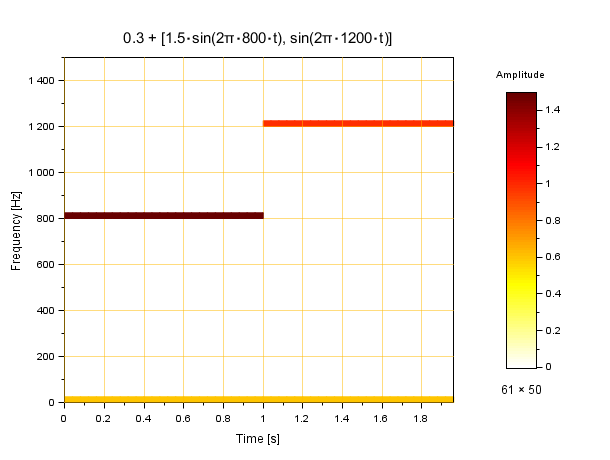 0.3 + [1.5·sin(2π·800·t), sin(2π·1200·t)]
Amplitude
1 400
1 200
1 000
800
600
400
200
0
Frequency [Hz]
0 0.2 0.4 0.6 0.8 1 1.2 1.4 1.6 1.8
Time [s]
1.4
1.2
1
0.8
0.6
0.4
0.2
0
61 × 50